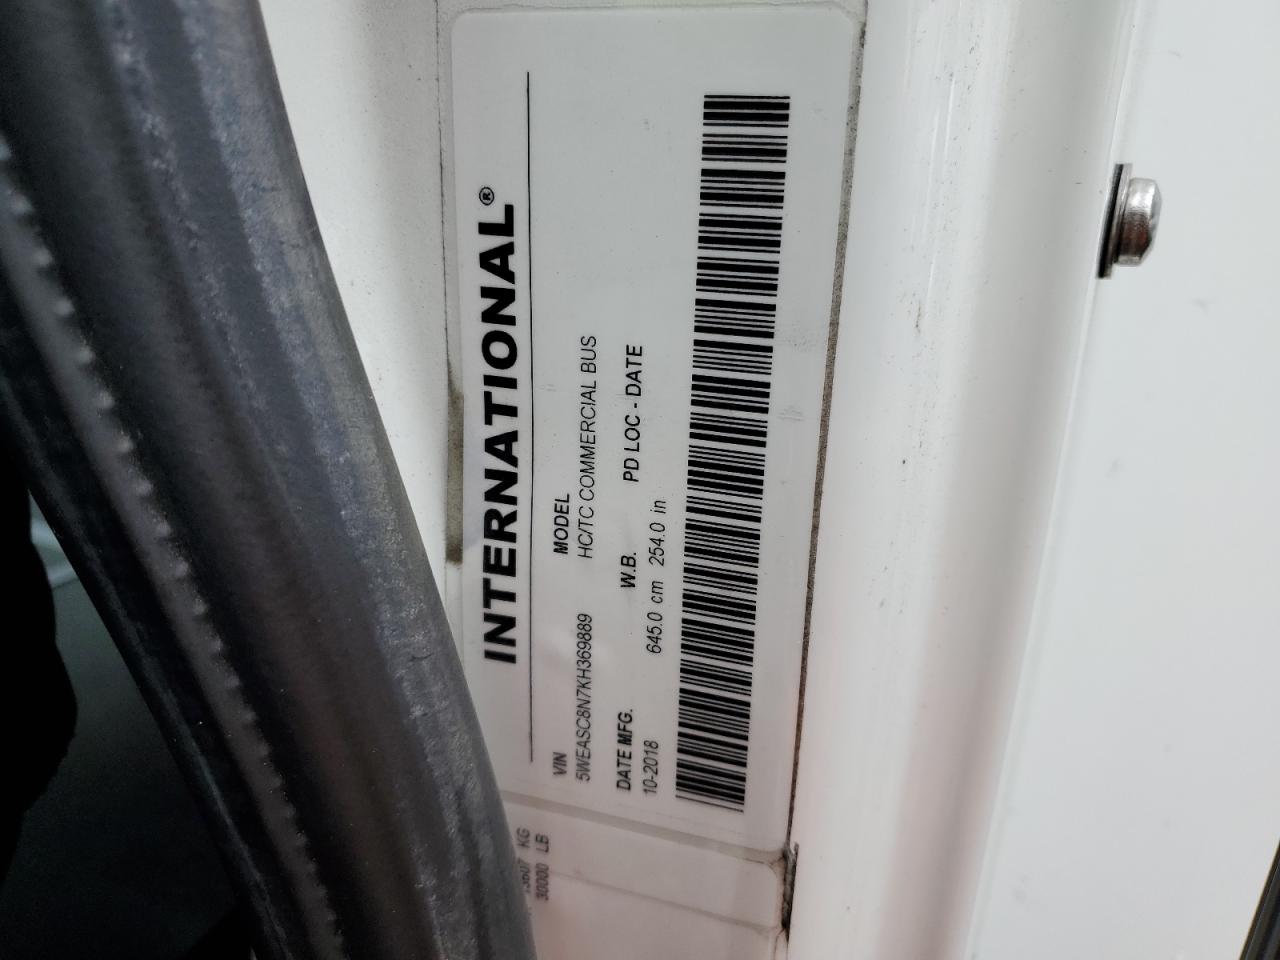 INTERNATIONAL®
VIN MODEL
5WEASC8N7KH369889 HC/TC COMMERCIAL BUS
DATE MFG. W.B. PD LOC - DATE
10-2018 645.0 cm 254.0 in
13607 KG
30000 LB